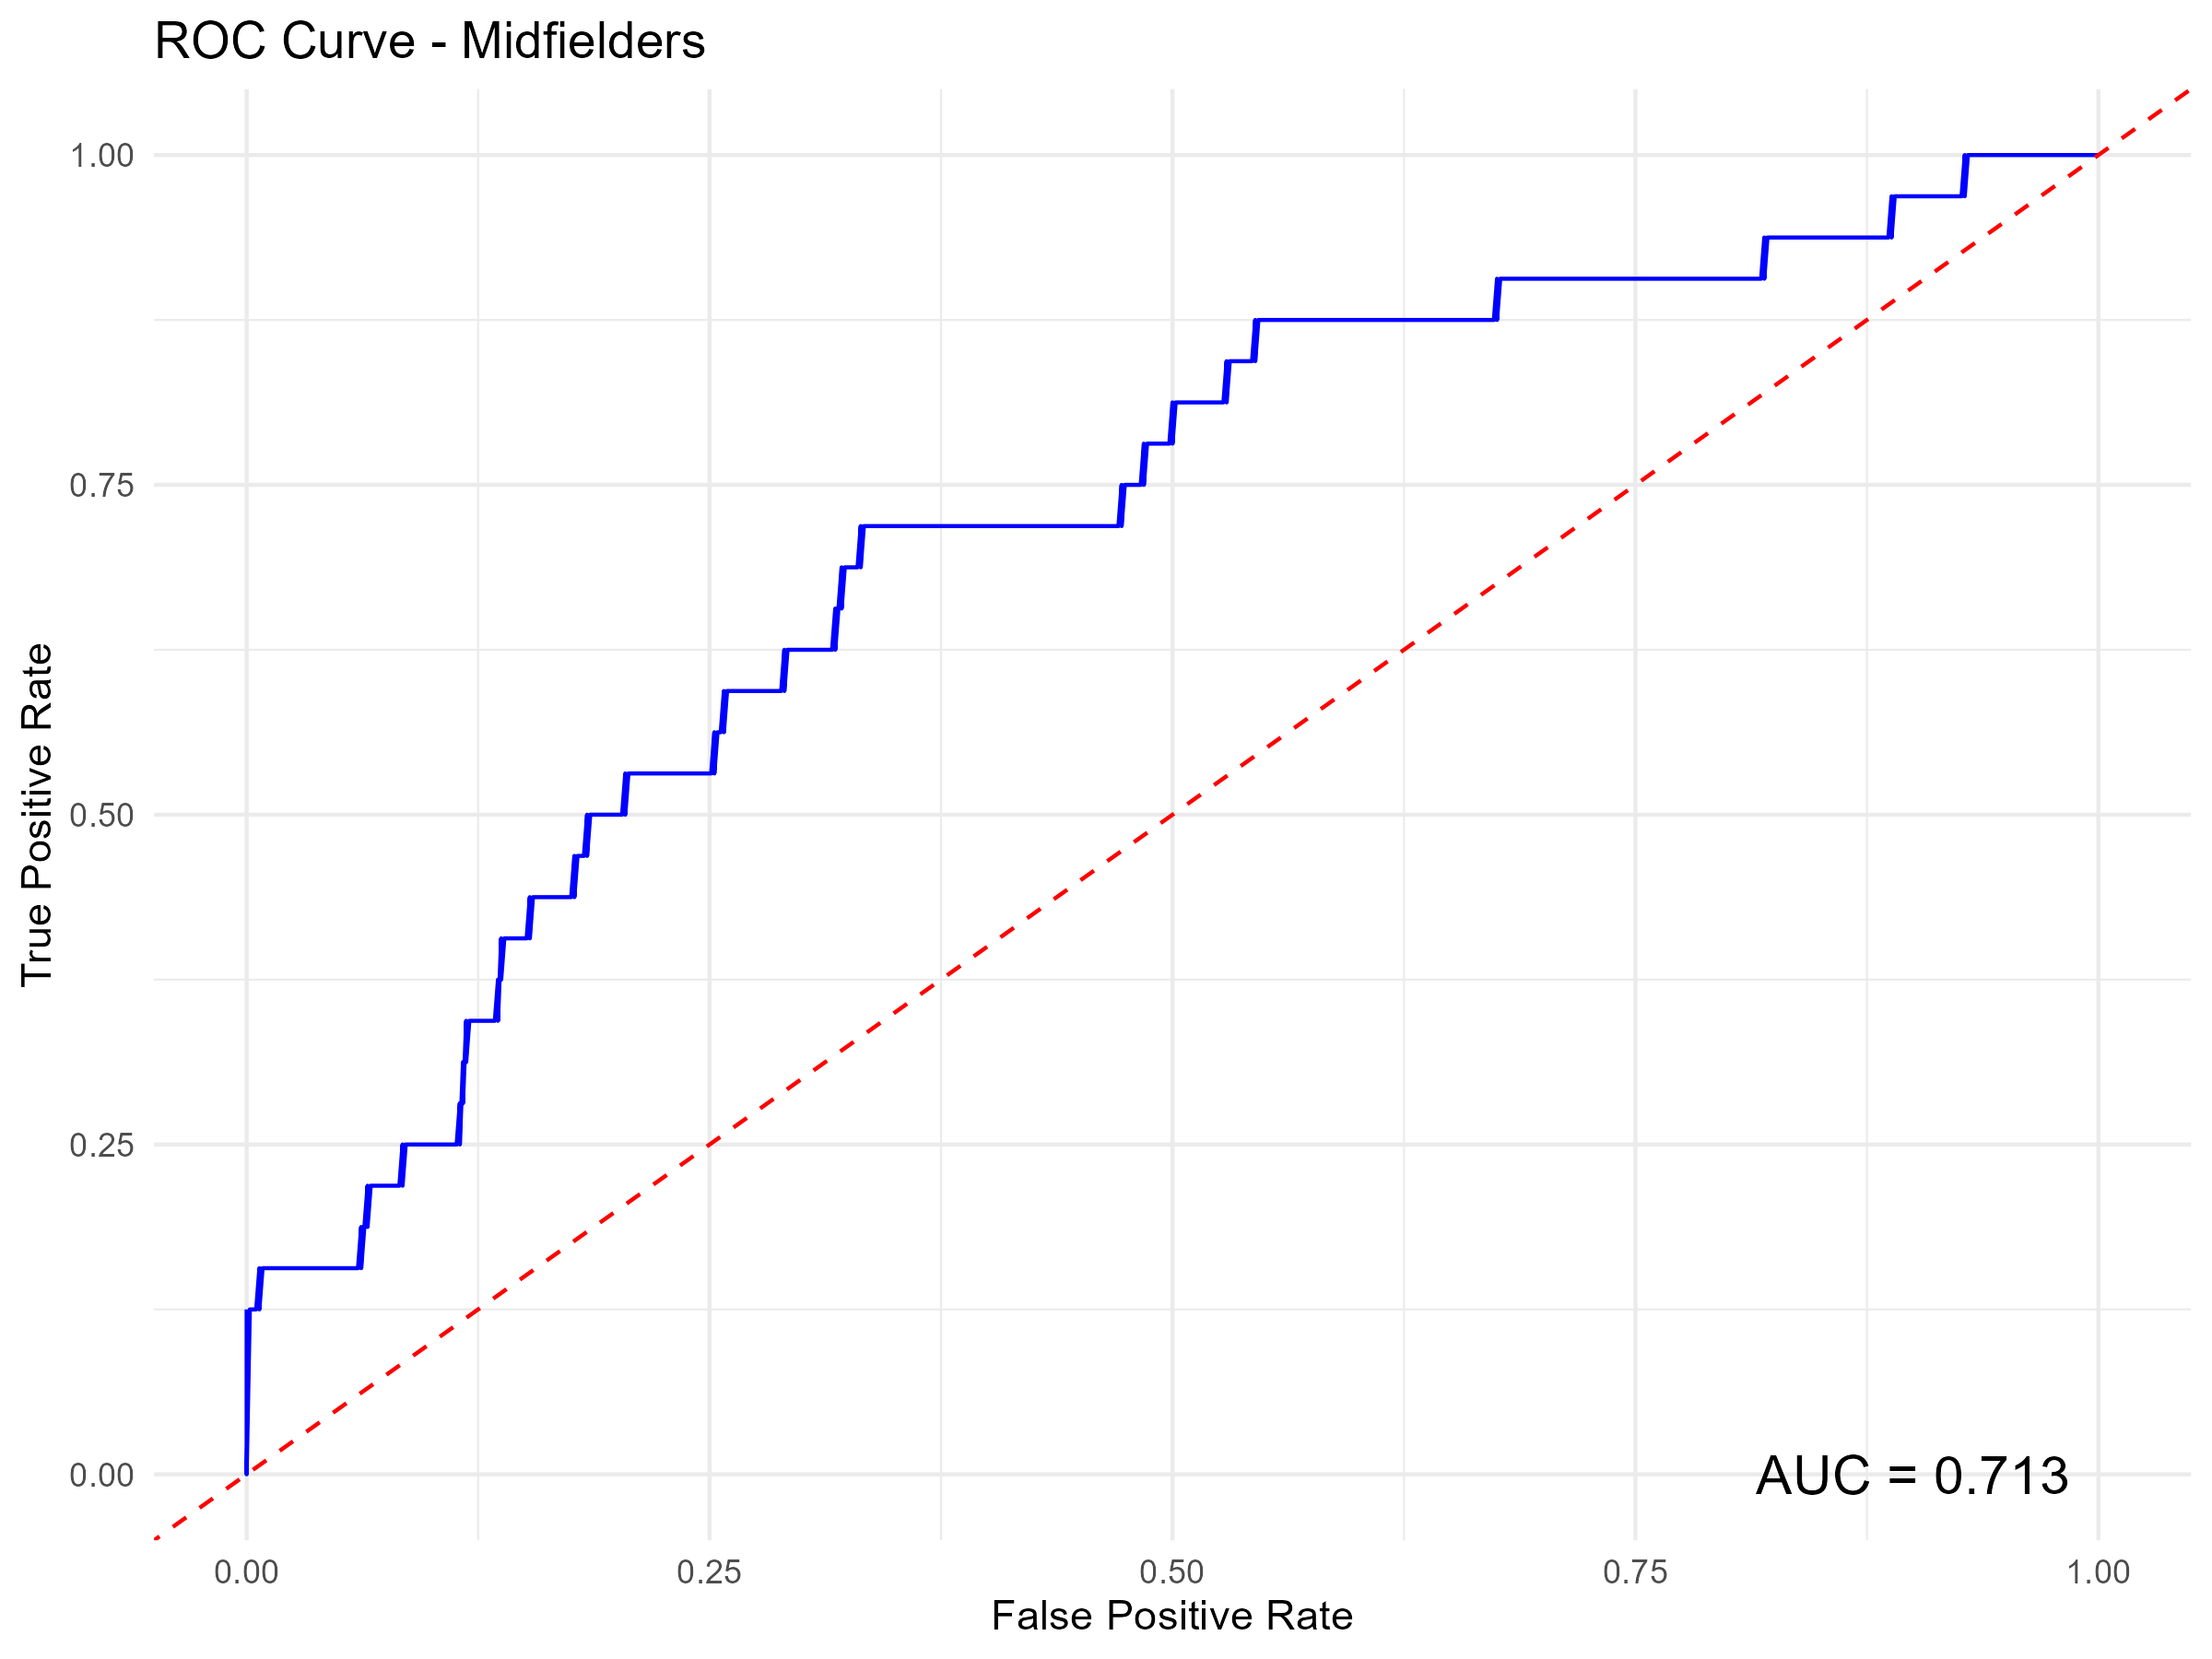 ROC Curve - Midfielders
1.00
0.75
0.50
0.25
0.00
True Positive Rate
AUC = 0.713
0.00 0.25 0.50 0.75 1.00
False Positive Rate